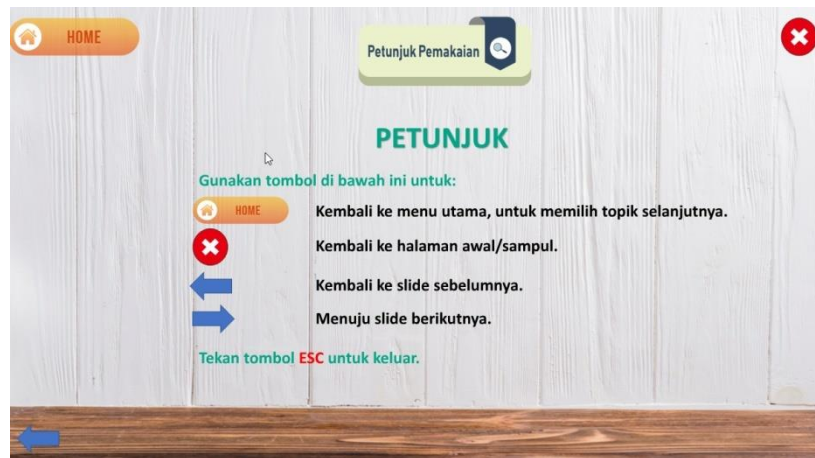 HOME
Petunjuk Pemakaian
PETUNJUK
Gunakan tombol di bawah ini untuk:
HOME Kembali ke menu utama, untuk memilih topik selanjutnya.
Kembali ke halaman awal/sampul.
Kembali ke slide sebelumnya.
Menuju slide berikutnya.
Tekan tombol ESC untuk keluar.